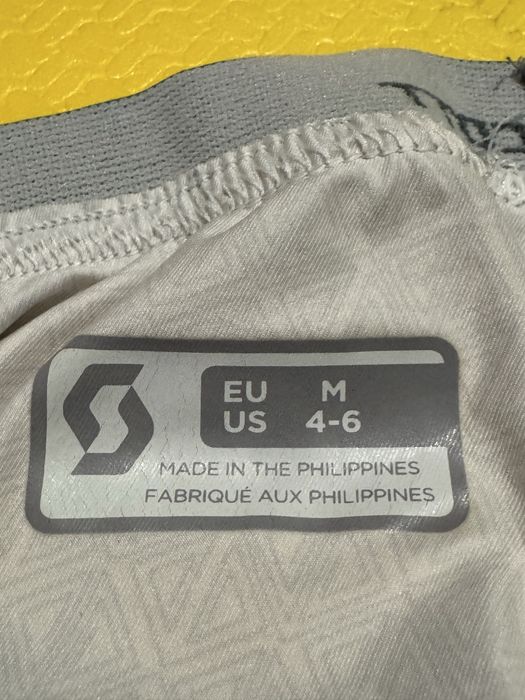 EU M
US 4-6
MADE IN THE PHILIPPINES
FABRIQUÉ AUX PHILIPPINES